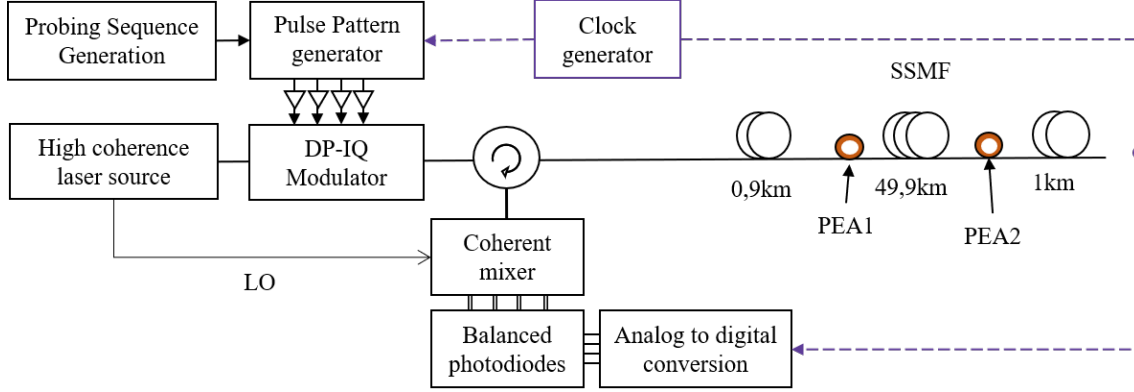 Probing Sequence
Generation
Pulse Pattern
generator
Clock
generator
SSMF
High coherence
laser source
DP-IQ
Modulator
0,9km
49,9km
1km
PEA1
PEA2
Coherent
mixer
LO
Balanced
photodiodes
Analog to digital
conversion